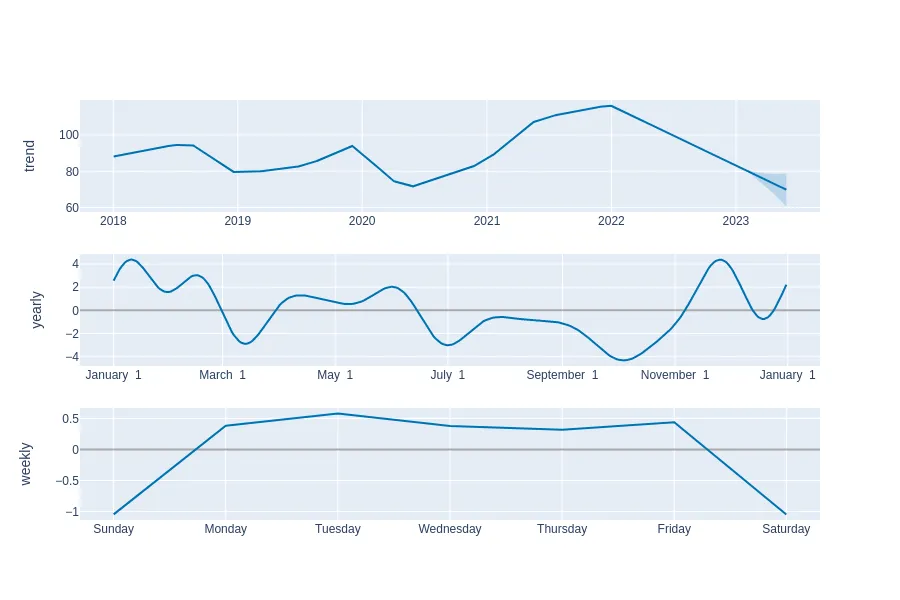 trend
100
80
60
2018 2019 2020 2021 2022 2023
yearly
4
2
0
−2
−4
January 1 March 1 May 1 July 1 September 1 November 1 January 1
weekly
0.5
0
−0.5
−1
Sunday Monday Tuesday Wednesday Thursday Friday Saturday